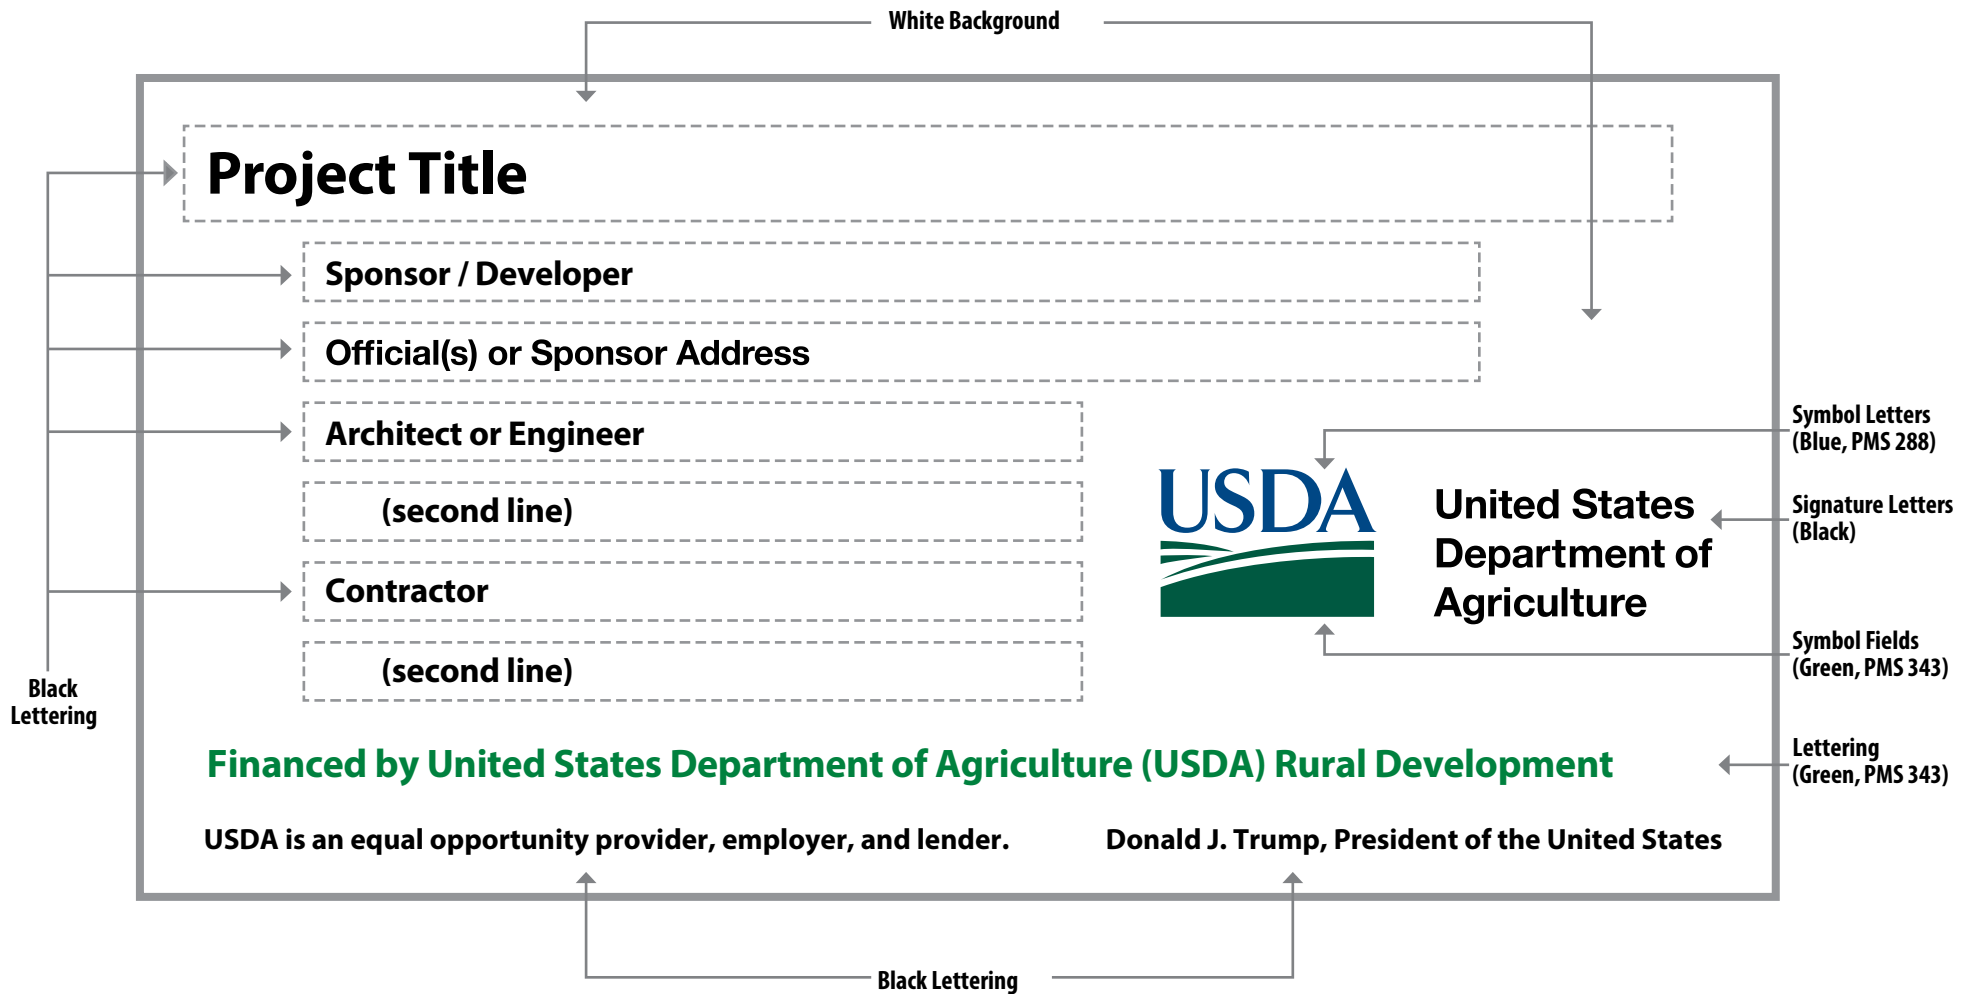 White Background
Project Title
Sponsor / Developer
Official(s) or Sponsor Address
Architect or Engineer
(second line)
Contractor
(second line)
Black
Lettering
USDA
United States
Department of
Agriculture
Symbol Letters
(Blue, PMS 288)
Signature Letters
(Black)
Symbol Fields
(Green, PMS 343)
Lettering
(Green, PMS 343)
Financed by United States Department of Agriculture (USDA) Rural Development
USDA is an equal opportunity provider, employer, and lender.
Donald J. Trump, President of the United States
Black Lettering